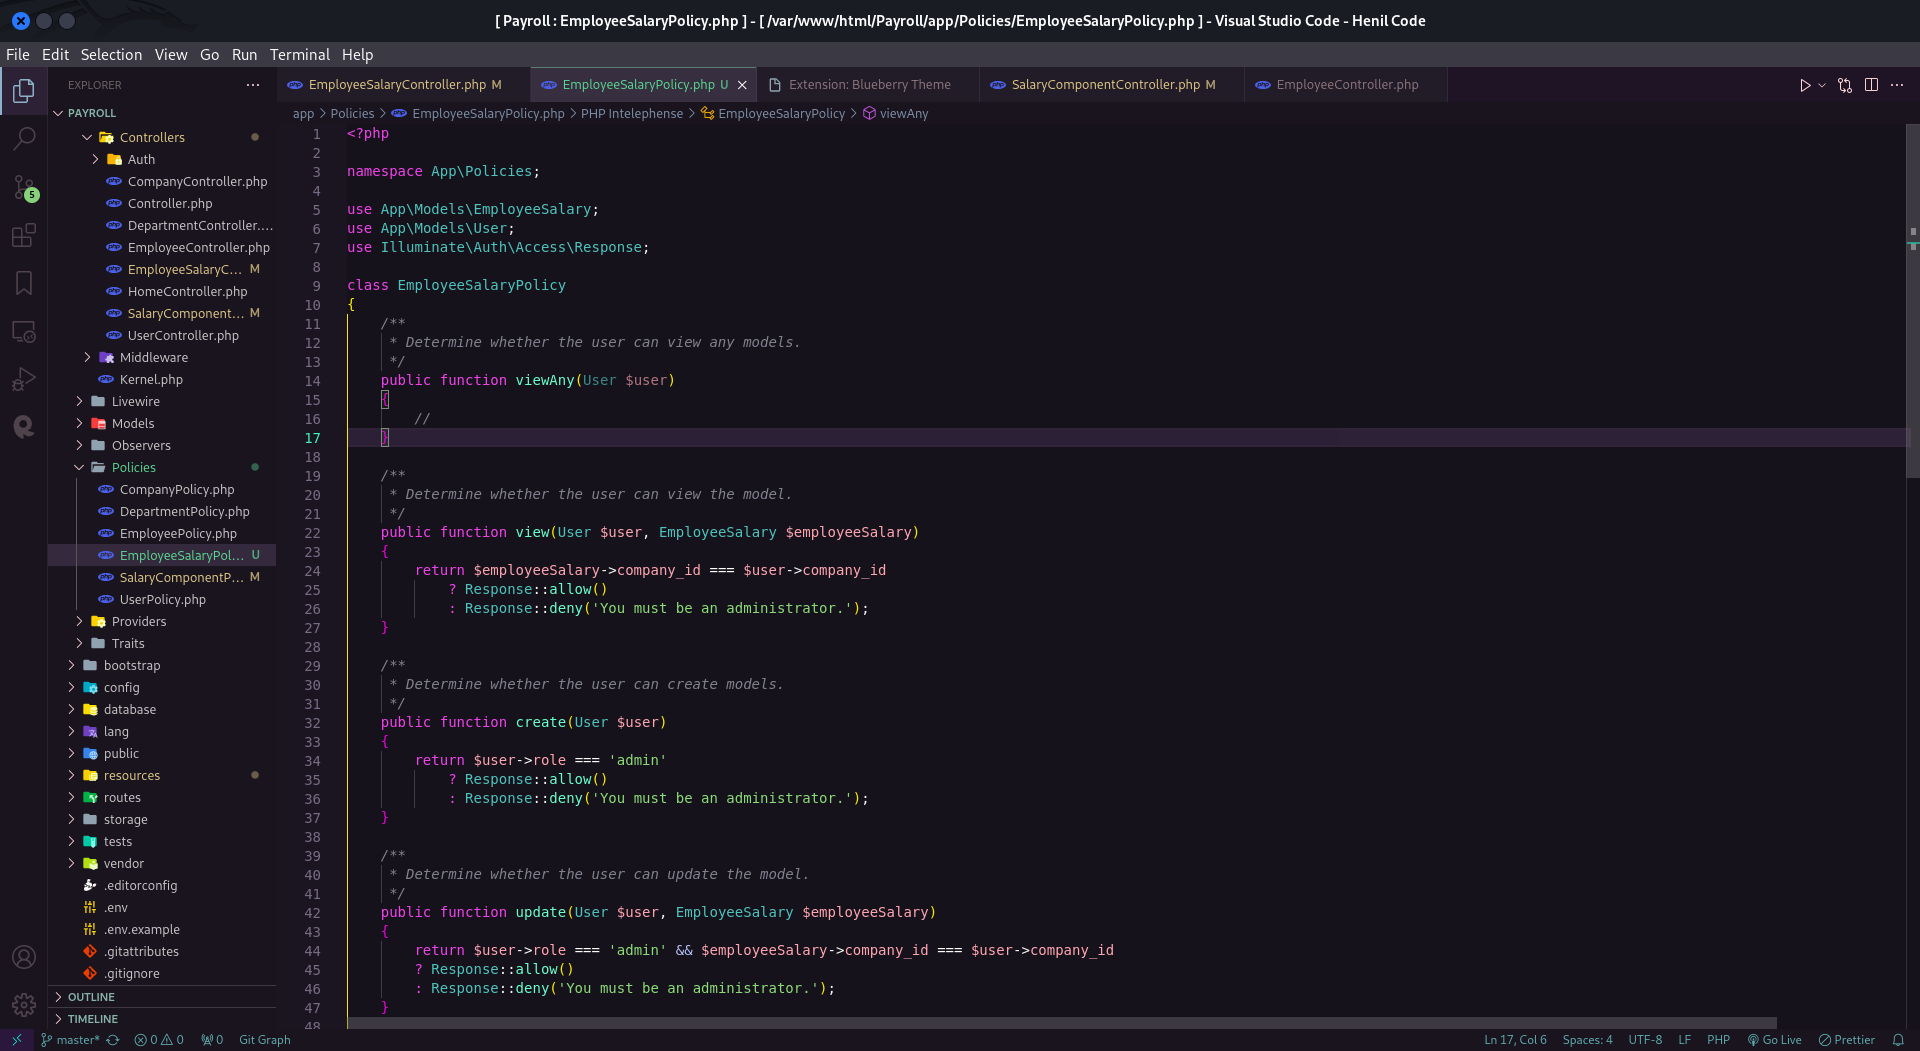 [ Payroll : EmployeeSalaryPolicy.php ] - [ /var/www/html/Payroll/app/Policies/EmployeeSalaryPolicy.php ] - Visual Studio Code - Henil Code
File Edit Selection View Go Run Terminal Help
EXPLORER
PAYROLL
Controllers
Auth
CompanyController.php
Controller.php
DepartmentController....
EmployeeController.php
EmployeeSalaryC... M
HomeController.php
SalaryComponent... M
UserController.php
Middleware
Kernel.php
Livewire
Models
Observers
Policies
CompanyPolicy.php
DepartmentPolicy.php
EmployeePolicy.php
EmployeeSalaryPol... U
SalaryComponentP... M
UserPolicy.php
Providers
Traits
bootstrap
config
database
lang
public
resources
routes
storage
tests
vendor
.editorconfig
.env
.env.example
.gitattributes
.gitignore
OUTLINE
TIMELINE
5
EmployeeSalaryController.php M
EmployeeSalaryPolicy.php U
Extension: Blueberry Theme
SalaryComponentController.php M
EmployeeController.php
app > Policies > EmployeeSalaryPolicy.php > PHP Intelephense > EmployeeSalaryPolicy > viewAny
1 <?php
2
3 namespace App\Policies;
4
5 use App\Models\EmployeeSalary;
6 use App\Models\User;
7 use Illuminate\Auth\Access\Response;
8
9 class EmployeeSalaryPolicy
10 {
11     /**
12      * Determine whether the user can view any models.
13      */
14     public function viewAny(User $user)
15     {
16         //
17     }
18
19     /**
20      * Determine whether the user can view the model.
21      */
22     public function view(User $user, EmployeeSalary $employeeSalary)
23     {
24         return $employeeSalary->company_id === $user->company_id
25             ? Response::allow()
26             : Response::deny('You must be an administrator.');
27     }
28
29     /**
30      * Determine whether the user can create models.
31      */
32     public function create(User $user)
33     {
34         return $user->role === 'admin'
35             ? Response::allow()
36             : Response::deny('You must be an administrator.');
37     }
38
39     /**
40      * Determine whether the user can update the model.
41      */
42     public function update(User $user, EmployeeSalary $employeeSalary)
43     {
44         return $user->role === 'admin' && $employeeSalary->company_id === $user->company_id
45         ? Response::allow()
46         : Response::deny('You must be an administrator.');
47     }
48
master* 0 0 0 Git Graph
Ln 17, Col 6 Spaces: 4 UTF-8 LF PHP Go Live Prettier